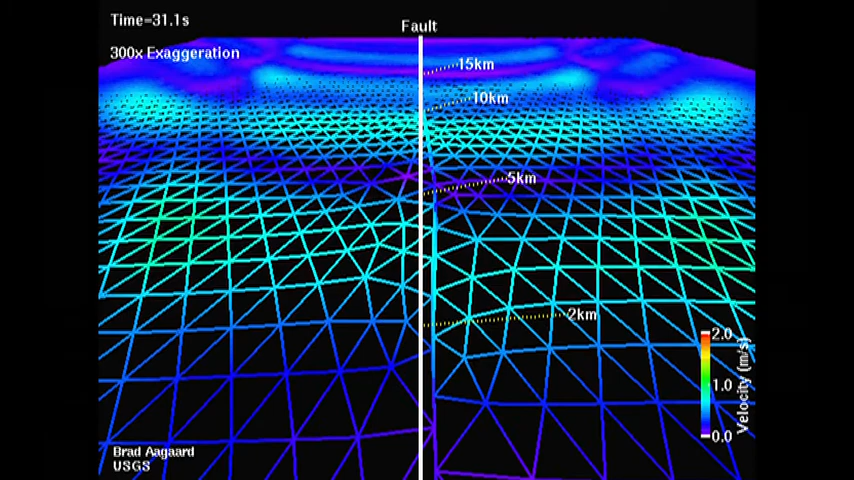 Time=31.1s
Fault
300x Exaggeration
15km
10km
5km
2km
2.0
1.0
0.0
Velocity (m/s)
Brad Aagaard
USGS